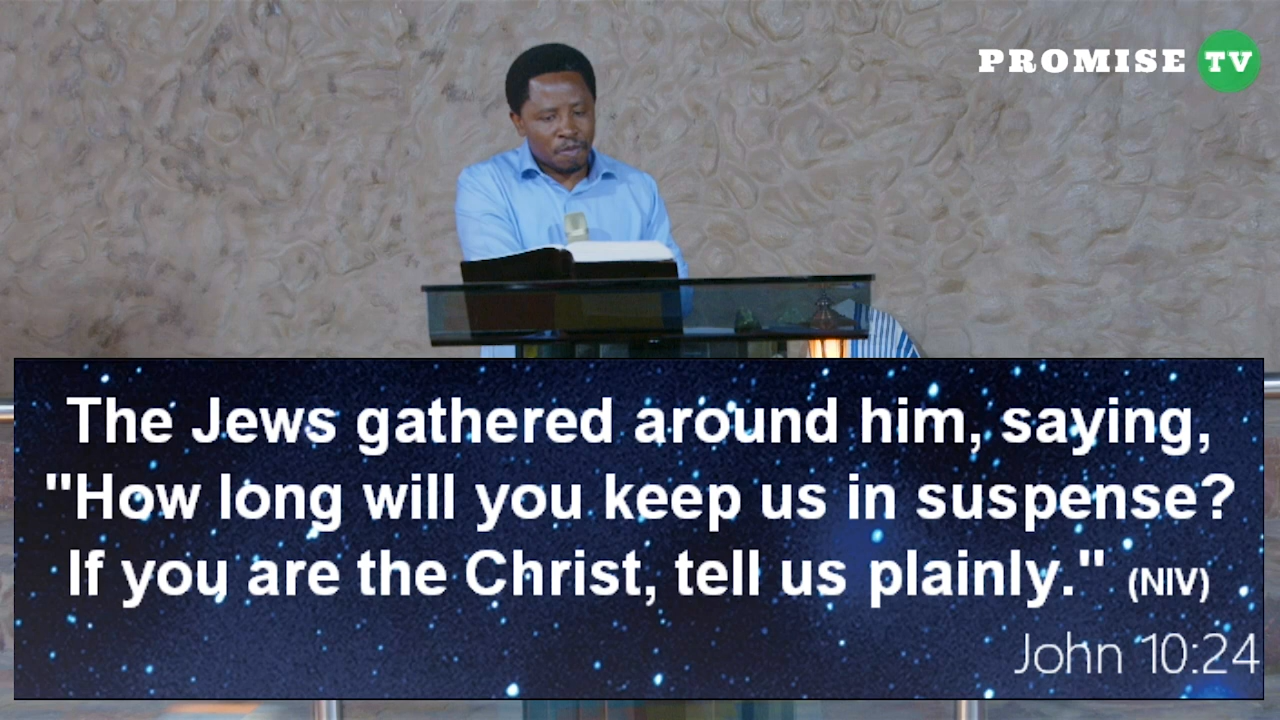 PROMISE TV
The Jews gathered around him, saying,
"How long will you keep us in suspense?
If you are the Christ, tell us plainly." (NIV)
John 10:24